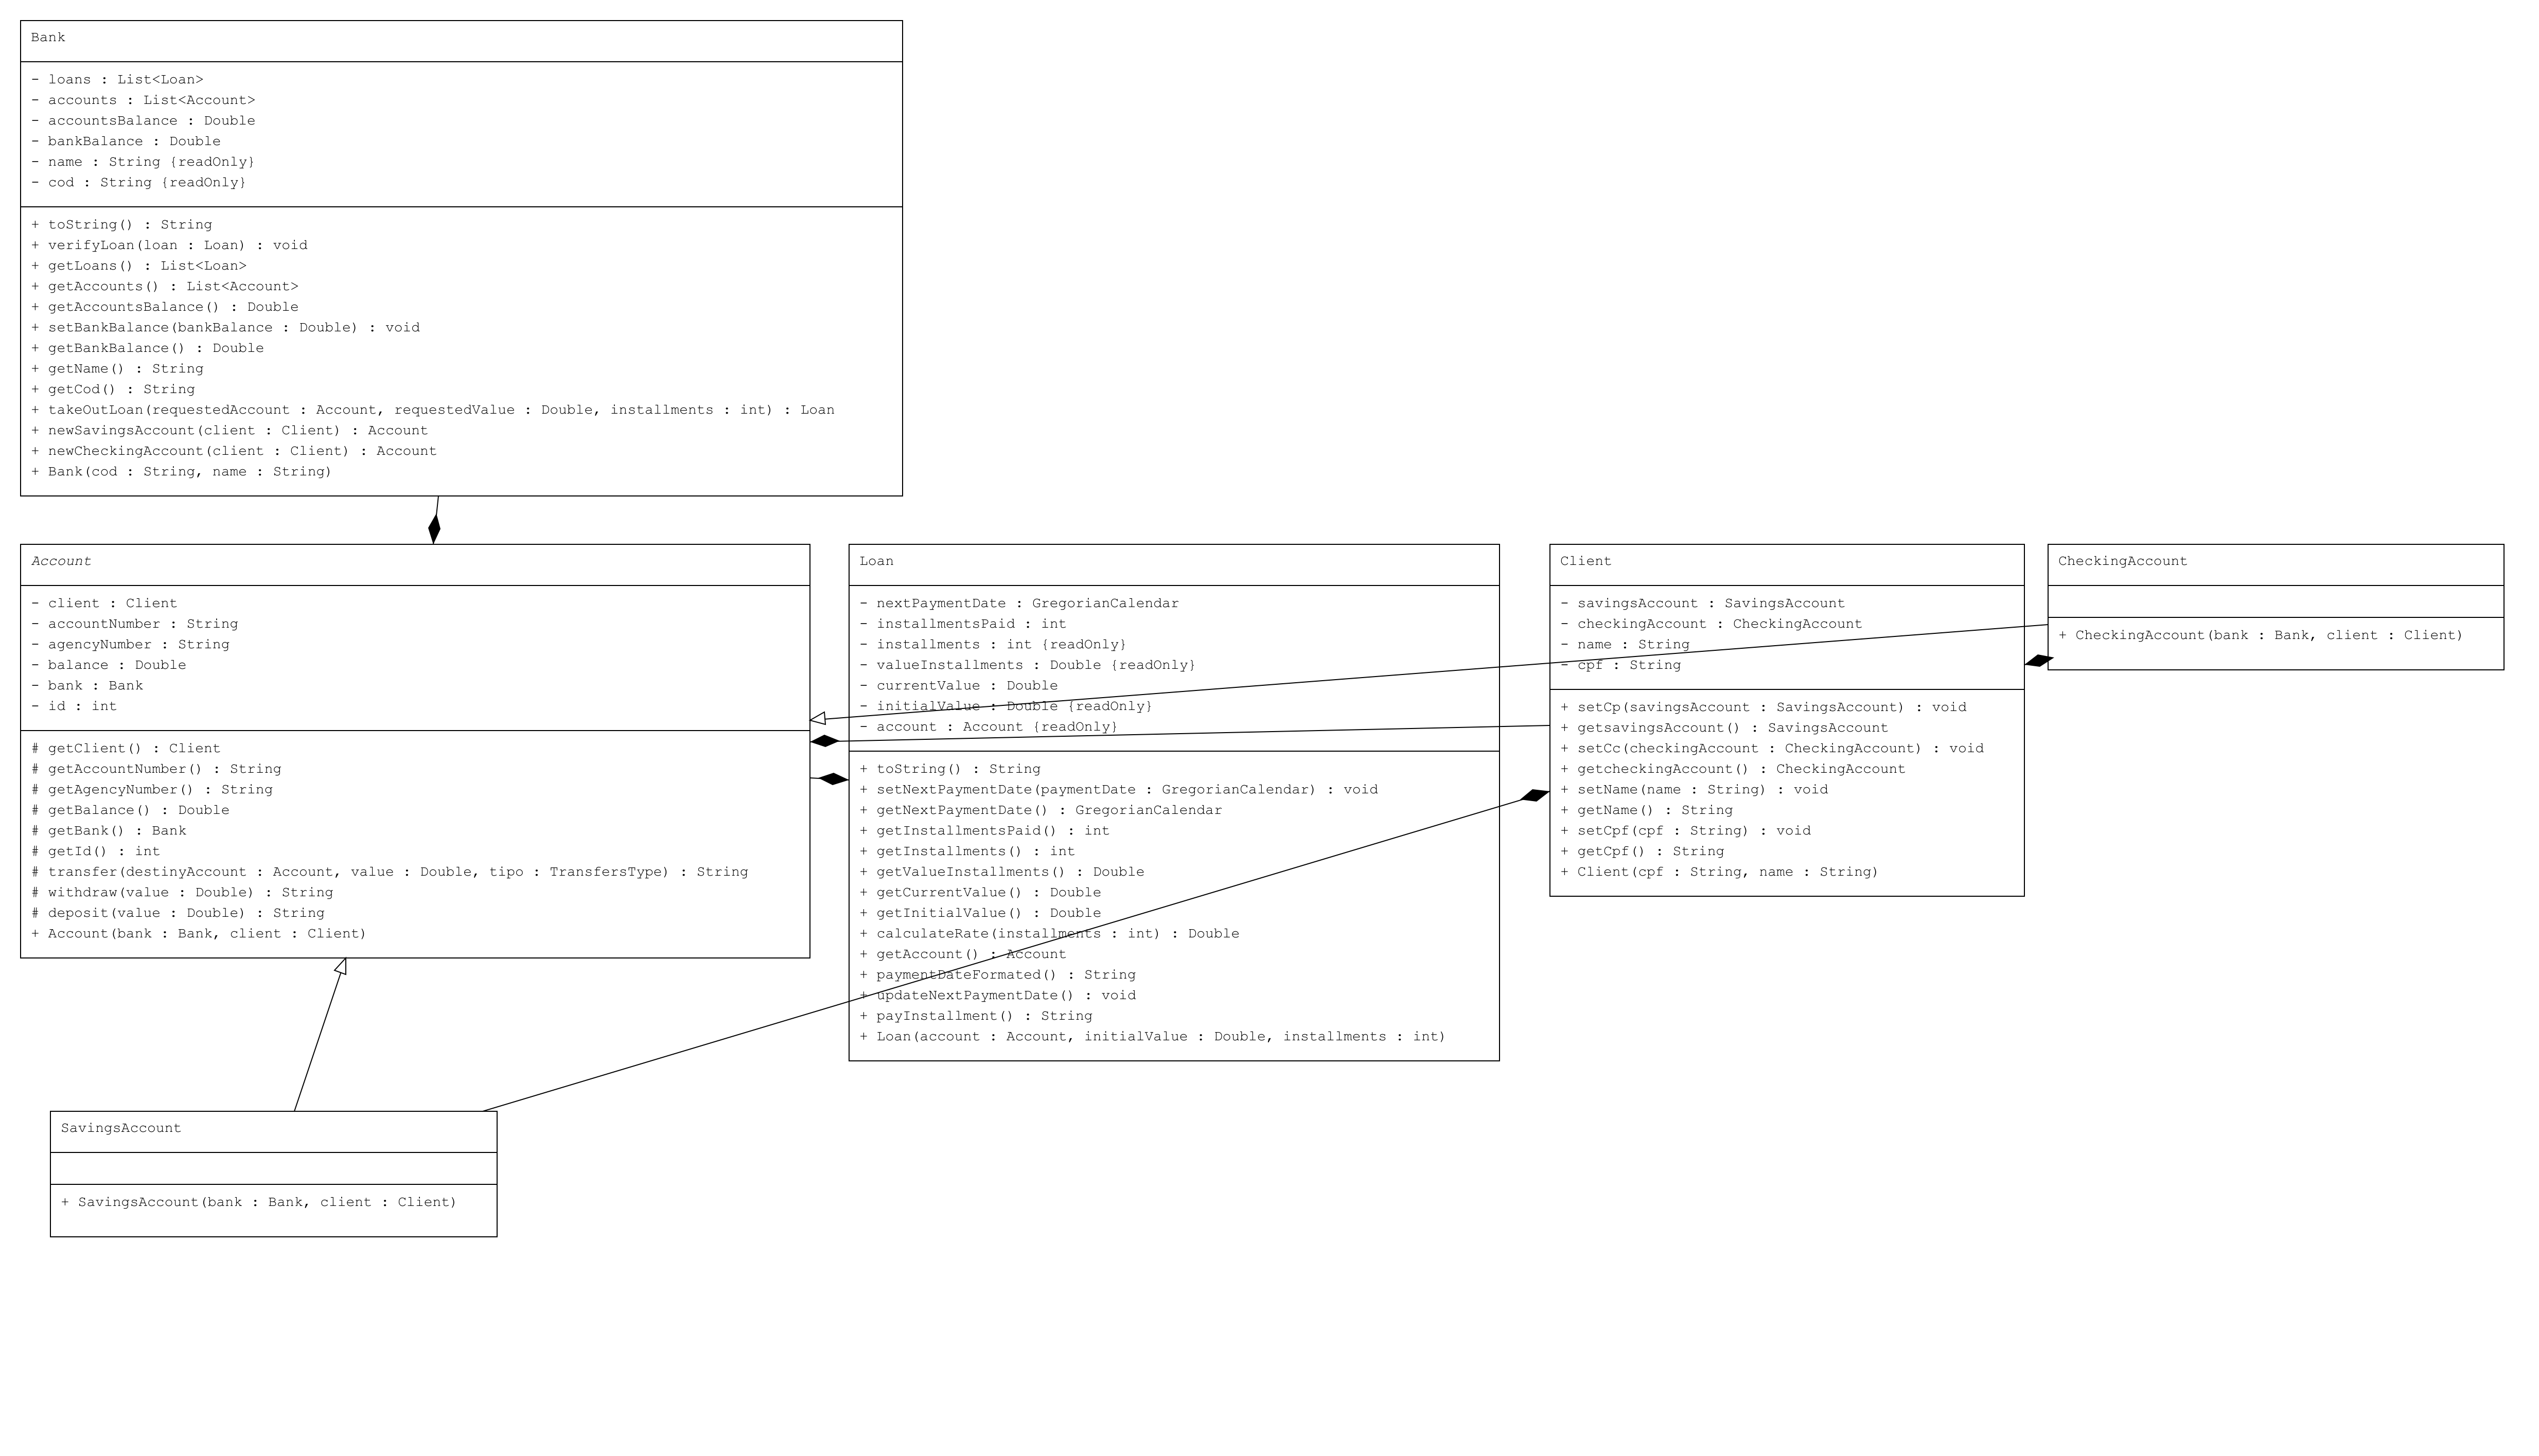 Bank
- loans : List<Loan>
- accounts : List<Account>
- accountsBalance : Double
- bankBalance : Double
- name : String {readOnly}
- cod : String {readOnly}
+ toString() : String
+ verifyLoan(loan : Loan) : void
+ getLoans() : List<Loan>
+ getAccounts() : List<Account>
+ getAccountsBalance() : Double
+ setBankBalance(bankBalance : Double) : void
+ getBankBalance() : Double
+ getName() : String
+ getCod() : String
+ takeOutLoan(requestedAccount : Account, requestedValue : Double, installments : int) : Loan
+ newSavingsAccount(client : Client) : Account
+ newCheckingAccount(client : Client) : Account
+ Bank(cod : String, name : String)
Account
- client : Client
- accountNumber : String
- agencyNumber : String
- balance : Double
- bank : Bank
- id : int
# getClient() : Client
# getAccountNumber() : String
# getAgencyNumber() : String
# getBalance() : Double
# getBank() : Bank
# getId() : int
# transfer(destinyAccount : Account, value : Double, tipo : TransfersType) : String
# withdraw(value : Double) : String
# deposit(value : Double) : String
+ Account(bank : Bank, client : Client)
Loan
- nextPaymentDate : GregorianCalendar
- installmentsPaid : int
- installments : int {readOnly}
- valueInstallments : Double {readOnly}
- currentValue : Double
- initialValue : Double {readOnly}
- account : Account {readOnly}
+ toString() : String
+ setNextPaymentDate(paymentDate : GregorianCalendar) : void
+ getNextPaymentDate() : GregorianCalendar
+ getInstallmentsPaid() : int
+ getInstallments() : int
+ getValueInstallments() : Double
+ getCurrentValue() : Double
+ getInitialValue() : Double
+ calculateRate(installments : int) : Double
+ getAccount() : Account
+ paymentDateFormated() : String
+ updateNextPaymentDate() : void
+ payInstallment() : String
+ Loan(account : Account, initialValue : Double, installments : int)
Client
- savingsAccount : SavingsAccount
- checkingAccount : CheckingAccount
- name : String
- cpf : String
+ setCp(savingsAccount : SavingsAccount) : void
+ getsavingsAccount() : SavingsAccount
+ setCc(checkingAccount : CheckingAccount) : void
+ getcheckingAccount() : CheckingAccount
+ setName(name : String) : void
+ getName() : String
+ setCpf(cpf : String) : void
+ getCpf() : String
+ Client(cpf : String, name : String)
CheckingAccount
+ CheckingAccount(bank : Bank, client : Client)
SavingsAccount
+ SavingsAccount(bank : Bank, client : Client)